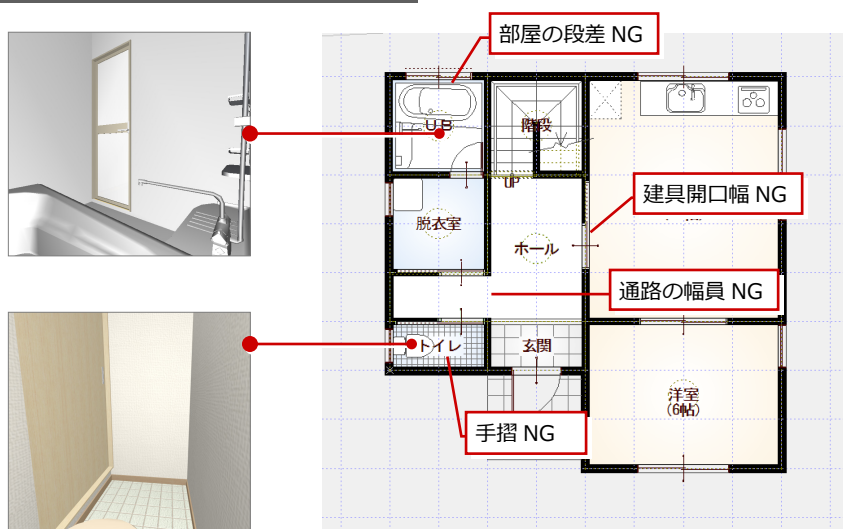 部屋の段差 NG
UB
階段
UP
建具開口幅 NG
脱衣室
ホール
通路の幅員 NG
トイレ
玄関
洋室
(6帖)
手摺 NG